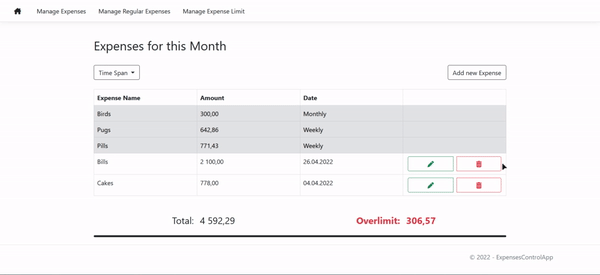 Manage Expenses Manage Regular Expenses Manage Expense Limit
Expenses for this Month
Time Span Add new Expense
Expense Name Amount Date
Birds 300,00 Monthly
Pugs 642,86 Weekly
Pills 771,43 Weekly
Bills 2 100,00 26.04.2022
Cakes 778,00 04.04.2022
Total: 4 592,29 Overlimit: 306,57
© 2022 - ExpensesControlApp